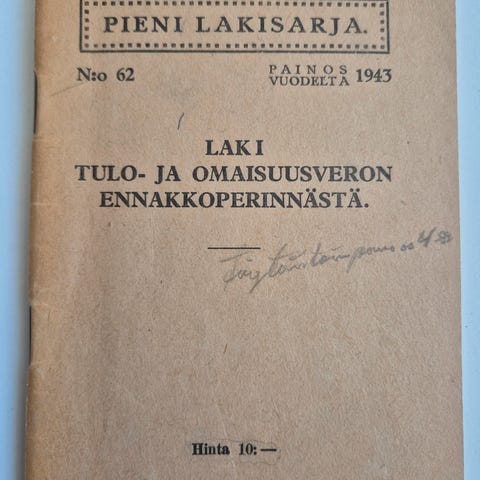 PIENI LAKISARJA.
N:o 62 PAINOS VUODELTA 1943
LAKI
TULO- JA OMAISUUSVERON
ENNAKKOPERINNÄSTÄ.
Hinta 10:—